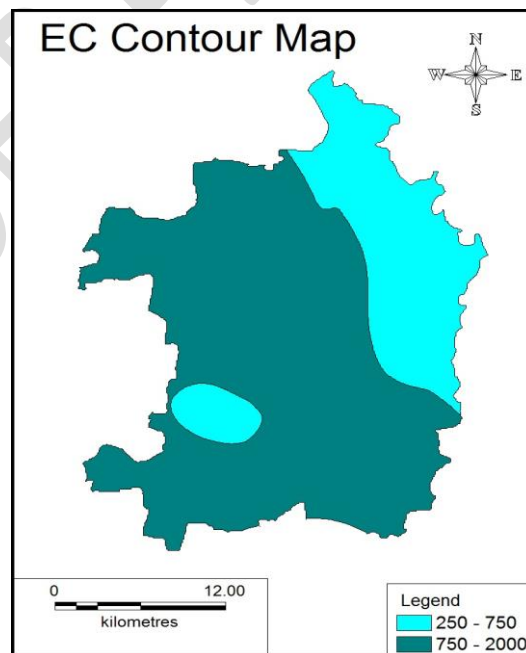 EC Contour Map
N
W E
S
0 12.00
kilometres
Legend
250 - 750
750 - 2000